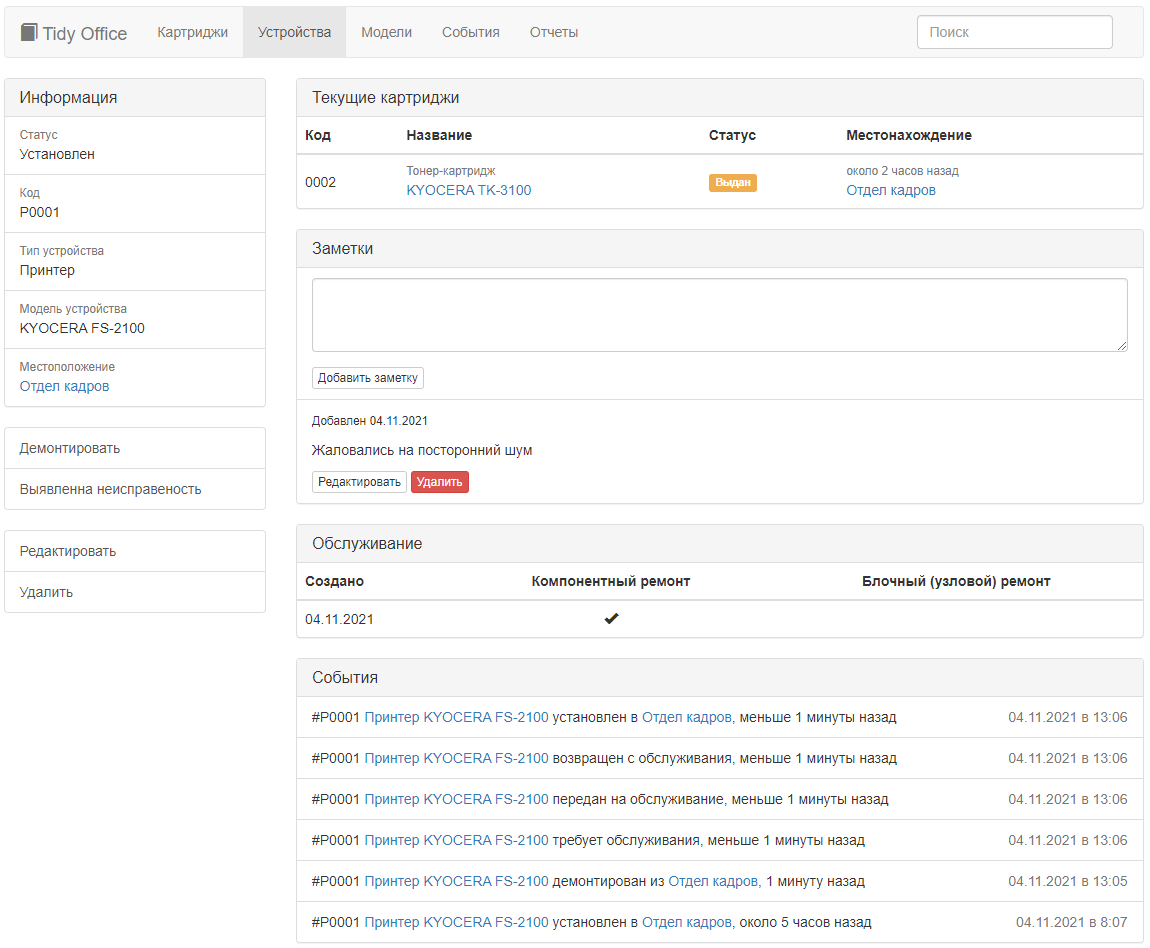 Tidy Office Картриджи Устройства Модели События Отчеты Поиск
Информация
Статус
Установлен
Код
P0001
Тип устройства
Принтер
Модель устройства
KYOCERA FS-2100
Местоположение
Отдел кадров
Демонтировать
Выявленна неисправеность
Редактировать
Удалить
Текущие картриджи
Код Название Статус Местонахождение
0002 Тонер-картридж KYOCERA TK-3100 Выдан около 2 часов назад Отдел кадров
Заметки
Добавить заметку
Добавлен 04.11.2021
Жаловались на посторонний шум
Редактировать Удалить
Обслуживание
Создано Компонентный ремонт Блочный (узловой) ремонт
04.11.2021
События
#P0001 Принтер KYOCERA FS-2100 установлен в Отдел кадров, меньше 1 минуты назад 04.11.2021 в 13:06
#P0001 Принтер KYOCERA FS-2100 возвращен с обслуживания, меньше 1 минуты назад 04.11.2021 в 13:06
#P0001 Принтер KYOCERA FS-2100 передан на обслуживание, меньше 1 минуты назад 04.11.2021 в 13:06
#P0001 Принтер KYOCERA FS-2100 требует обслуживания, меньше 1 минуты назад 04.11.2021 в 13:06
#P0001 Принтер KYOCERA FS-2100 демонтирован из Отдел кадров, 1 минуту назад 04.11.2021 в 13:05
#P0001 Принтер KYOCERA FS-2100 установлен в Отдел кадров, около 5 часов назад 04.11.2021 в 8:07